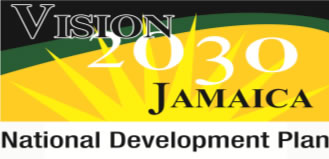 VISION
2030
JAMAICA
National Development Plan